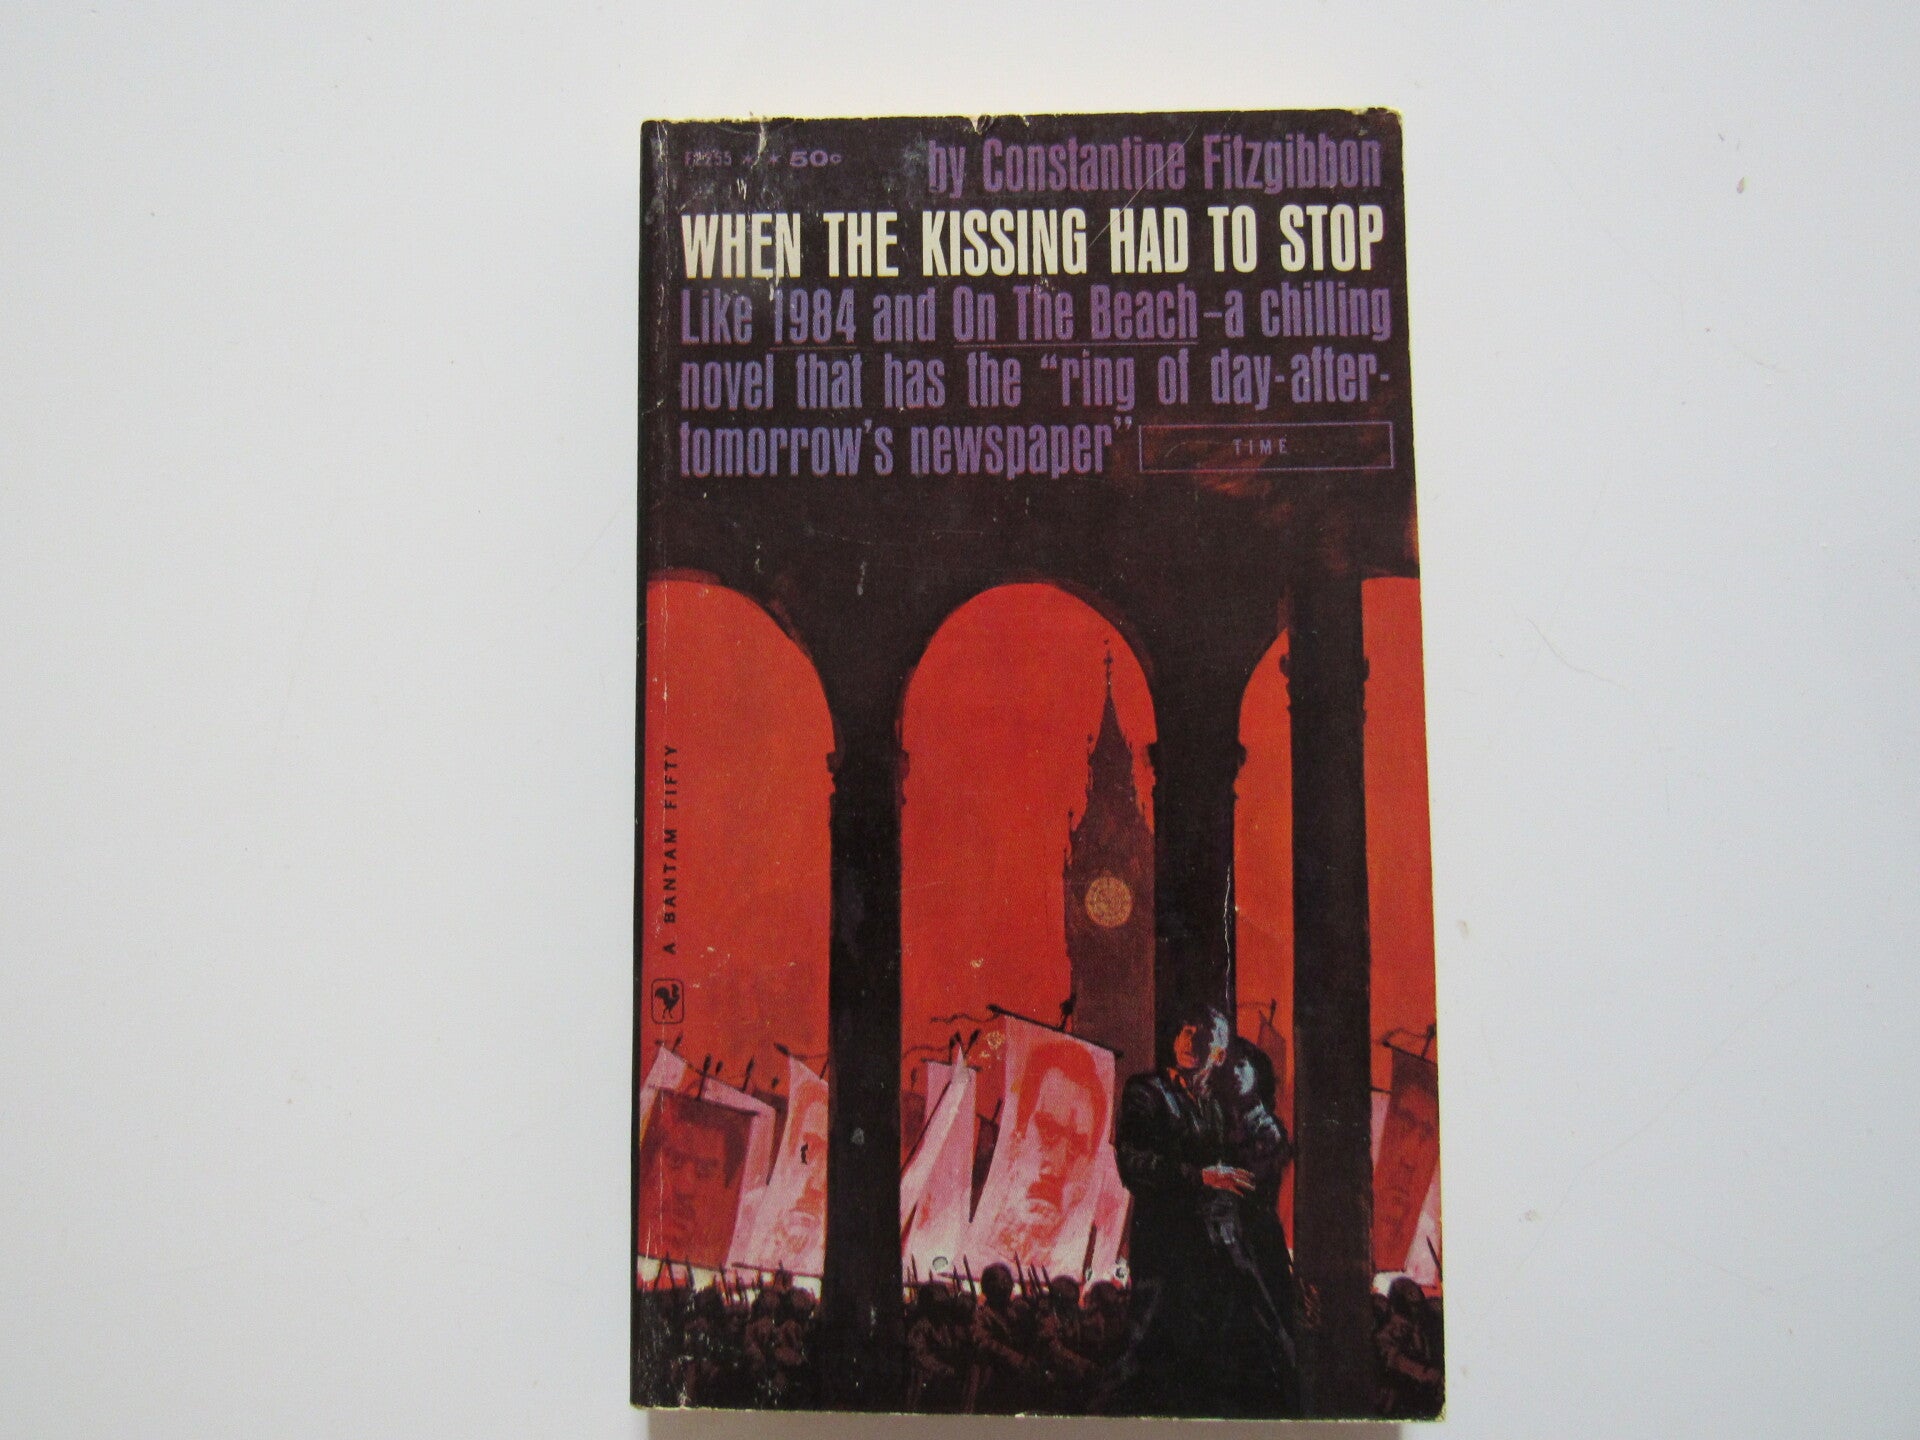 50¢
by Constantine Fitzgibbon
WHEN THE KISSING HAD TO STOP
Like 1984 and On The Beach—a chilling
novel that has the “ring of day-after-
tomorrow’s newspaper”
TIME
A BANTAM FIFTY